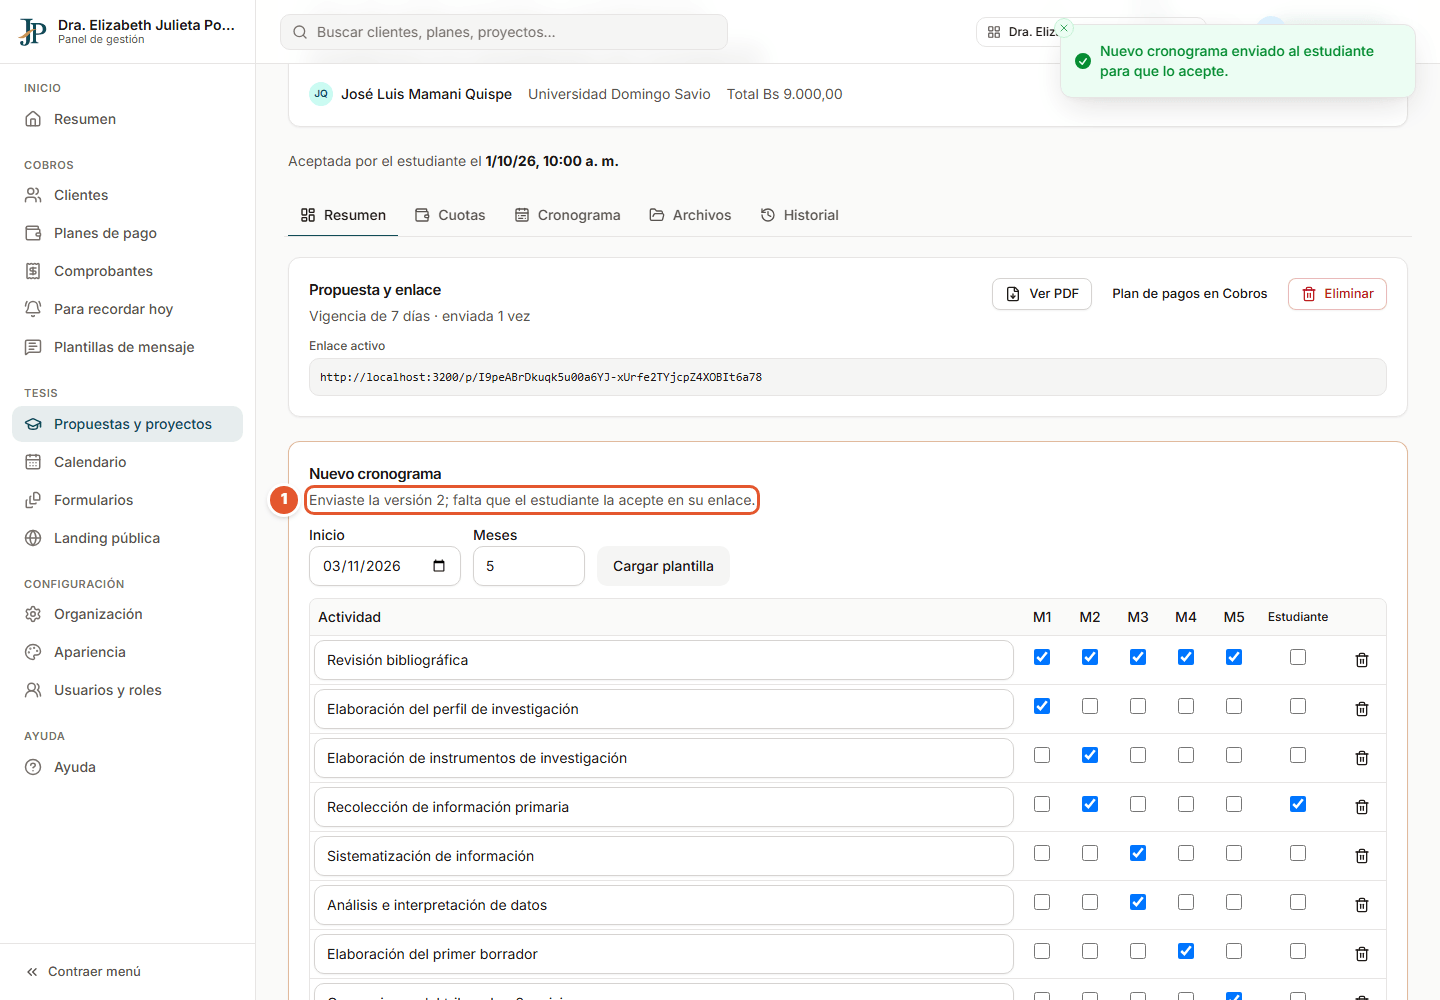 Dra. Elizabeth Julieta Po...
Panel de gestión
Buscar clientes, planes, proyectos...
Dra. Eliz
Nuevo cronograma enviado al estudiante
para que lo acepte.
INICIO
Resumen
COBROS
Clientes
Planes de pago
Comprobantes
Para recordar hoy
Plantillas de mensaje
TESIS
Propuestas y proyectos
Calendario
Formularios
Landing pública
CONFIGURACIÓN
Organización
Apariencia
Usuarios y roles
AYUDA
Ayuda
Contraer menú
JQ José Luis Mamani Quispe Universidad Domingo Savio Total Bs 9.000,00
Aceptada por el estudiante el 1/10/26, 10:00 a. m.
Resumen Cuotas Cronograma Archivos Historial
Propuesta y enlace
Vigencia de 7 días · enviada 1 vez
Ver PDF Plan de pagos en Cobros Eliminar
Enlace activo
http://localhost:3200/p/I9peABrDkuqk5u00a6YJ-xUrfe2TYjcpZ4XOBIt6a78
Nuevo cronograma
1 Enviaste la versión 2; falta que el estudiante la acepte en su enlace.
Inicio Meses
03/11/2026 5 Cargar plantilla
Actividad M1 M2 M3 M4 M5 Estudiante
Revisión bibliográfica
Elaboración del perfil de investigación
Elaboración de instrumentos de investigación
Recolección de información primaria
Sistematización de información
Análisis e interpretación de datos
Elaboración del primer borrador